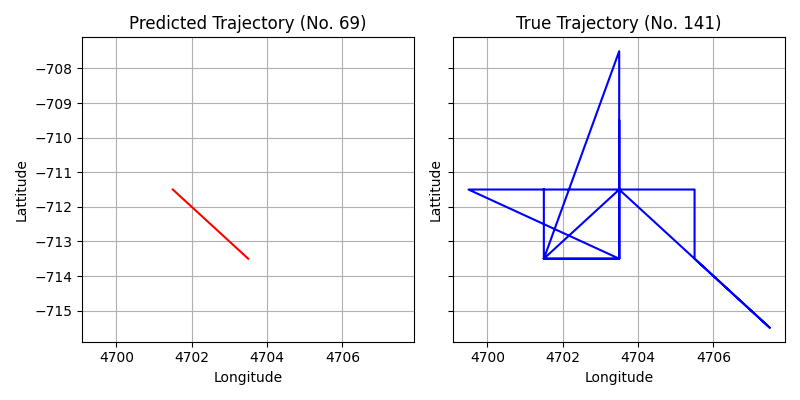 Predicted Trajectory (No. 69)
True Trajectory (No. 141)
Lattitude
−708
−709
−710
−711
−712
−713
−714
−715
4700
4702
4704
4706
Longitude
Lattitude
4700
4702
4704
4706
Longitude